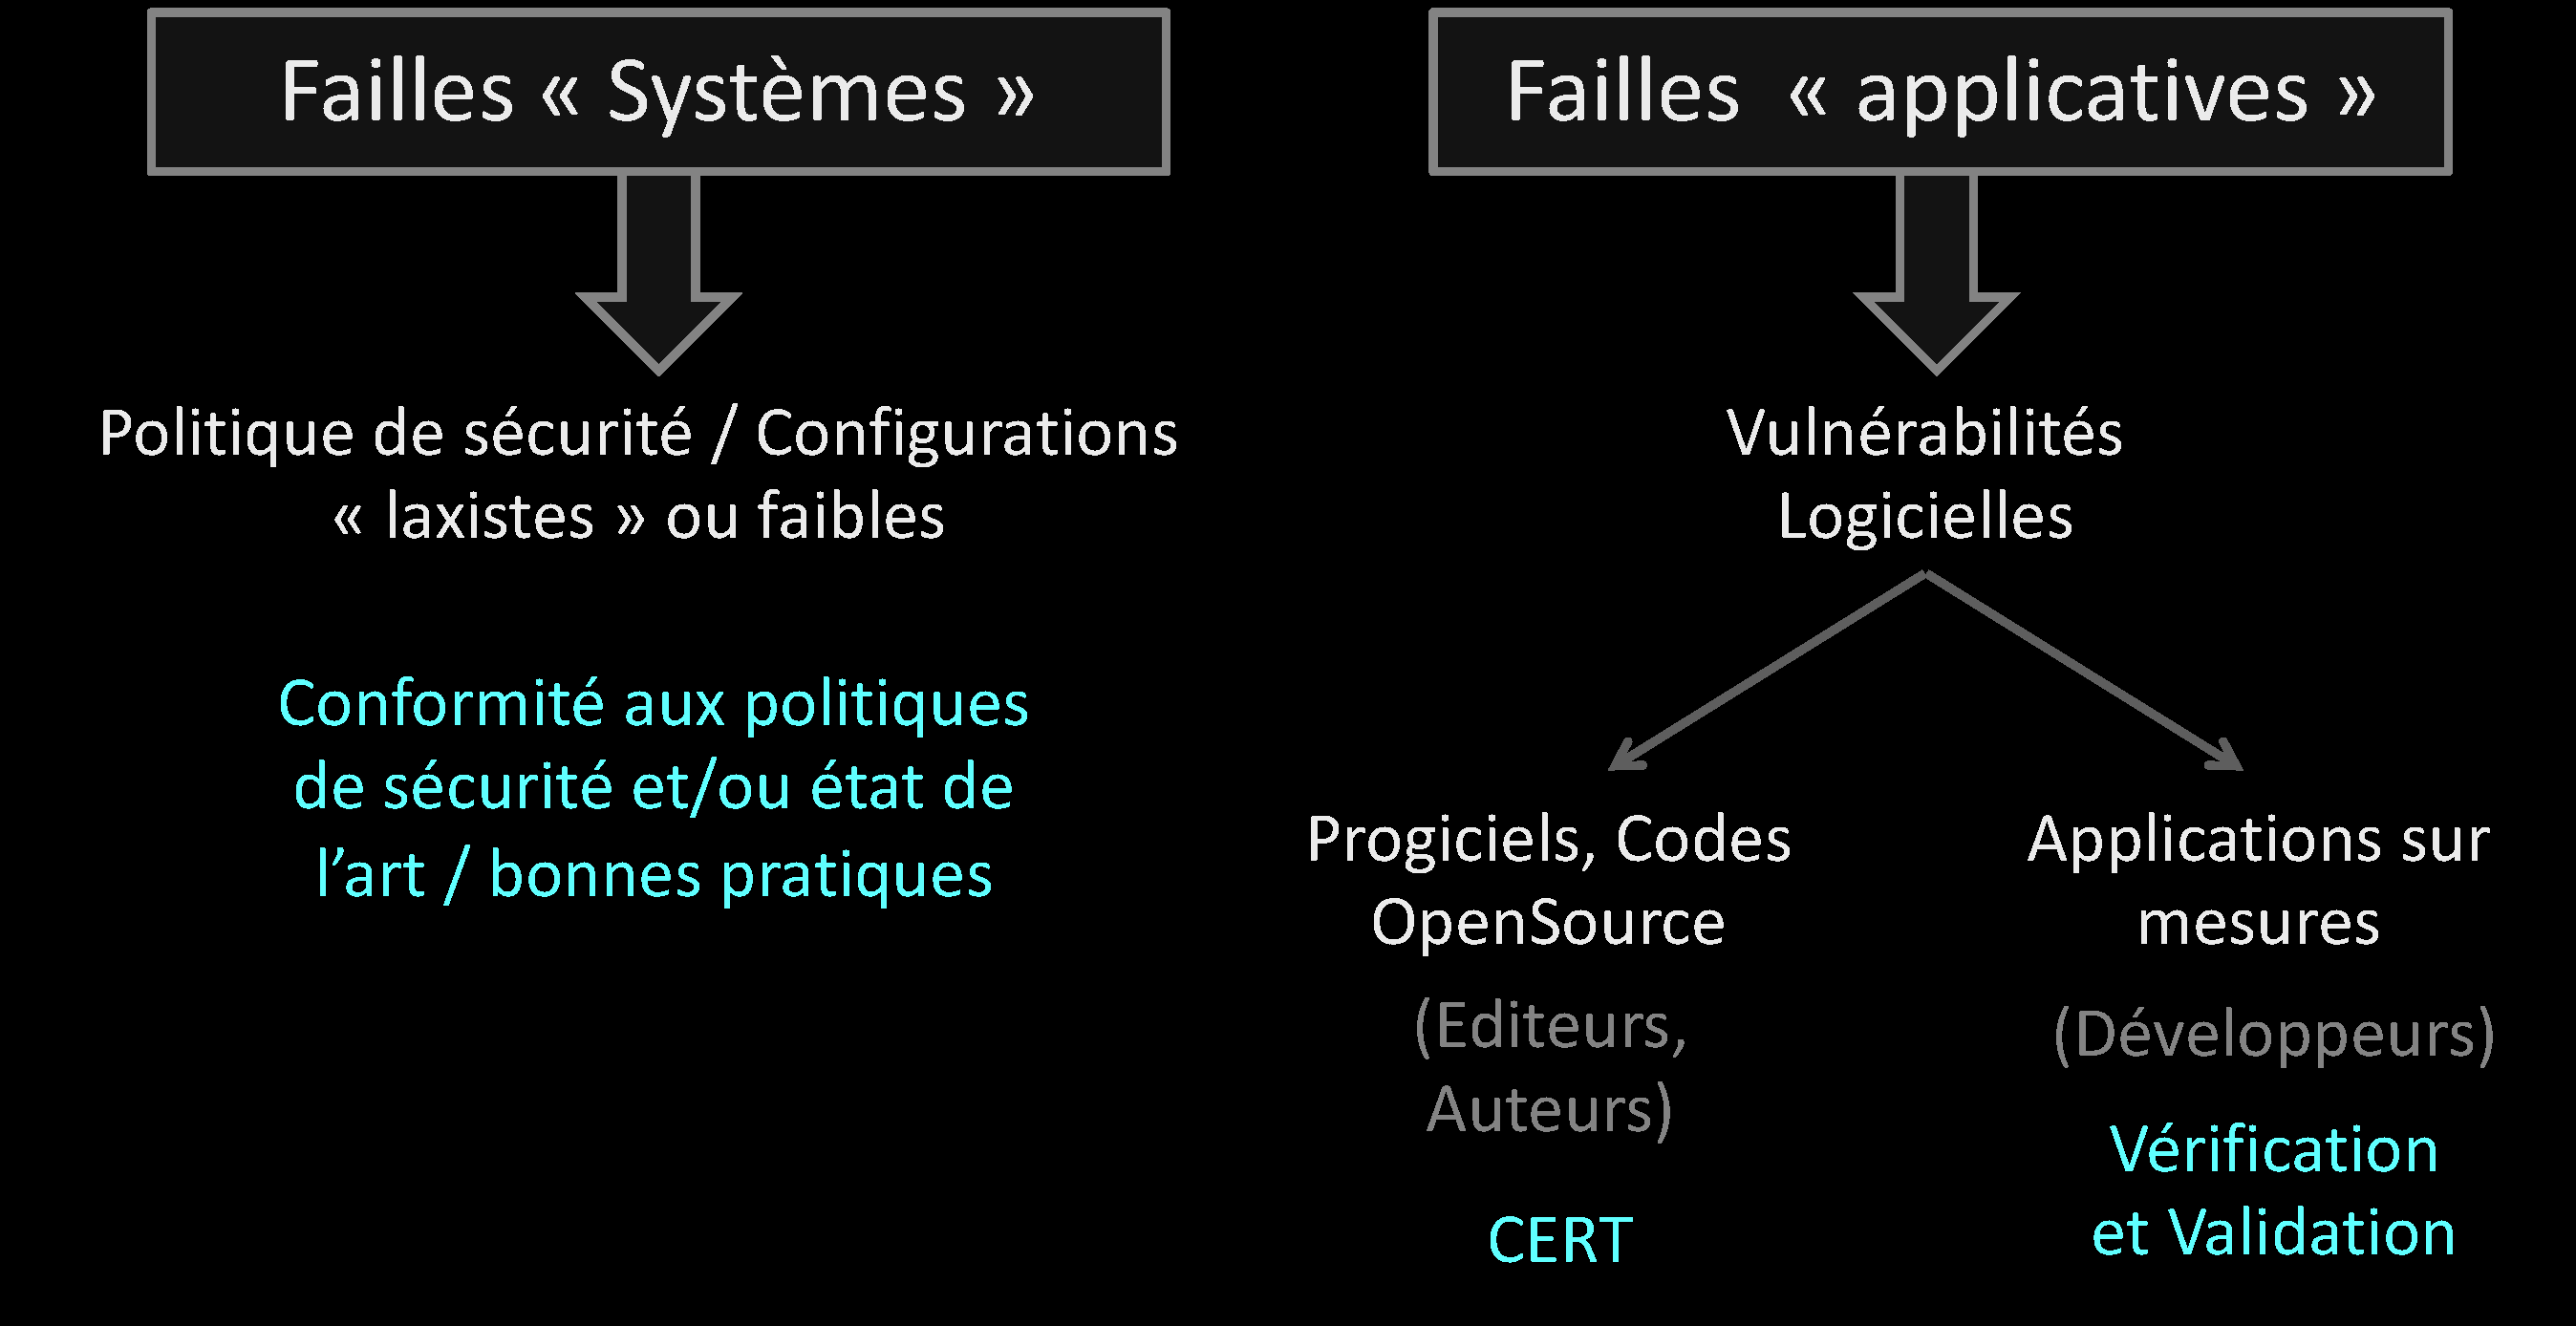 Failles « Systèmes »
Politique de sécurité / Configurations
« laxistes » ou faibles
Conformité aux politiques
de sécurité et/ou état de
l’art / bonnes pratiques
Failles « applicatives »
Vulnérabilités
Logicielles
Progiciels, Codes
OpenSource
(Editeurs,
Auteurs)
CERT
Applications sur
mesures
(Développeurs)
Vérification
et Validation